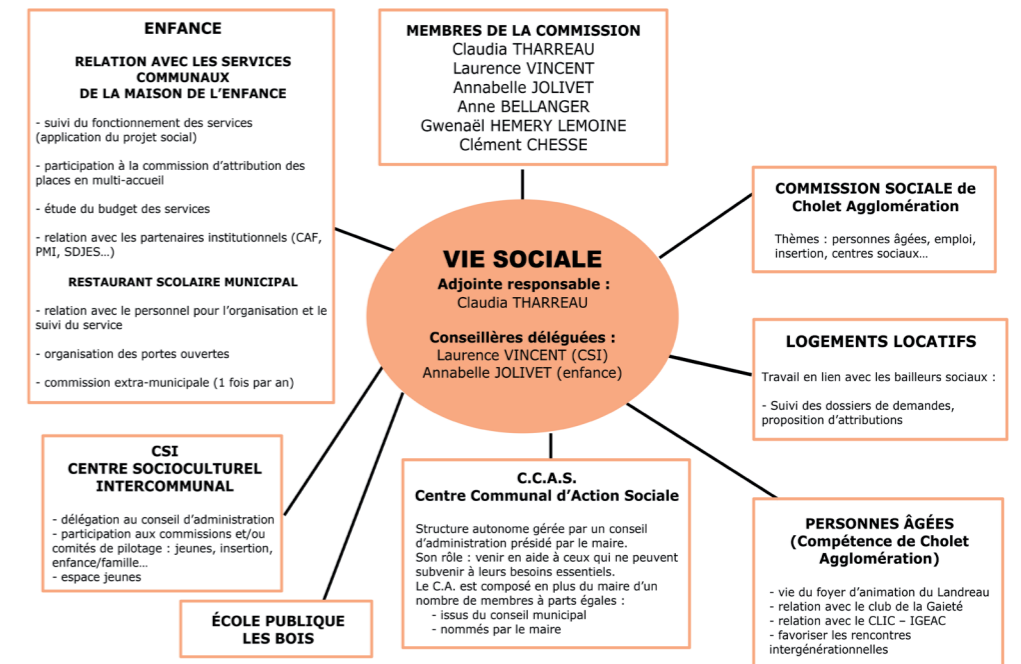 ENFANCE
RELATION AVEC LES SERVICES
COMMUNAUX
DE LA MAISON DE L’ENFANCE
- suivi du fonctionnement des services
(application du projet social)
- participation à la commission d’attribution des
places en multi-accueil
- étude du budget des services
- relation avec les partenaires institutionnels (CAF,
PMI, SDJES…)
RESTAURANT SCOLAIRE MUNICIPAL
- relation avec le personnel pour l’organisation et le
suivi du service
- organisation des portes ouvertes
- commission extra-municipale (1 fois par an)
MEMBRES DE LA COMMISSION
Claudia THARREAU
Laurence VINCENT
Annabelle JOLIVET
Anne BELLANGER
Gwenaël HEMERY LEMOINE
Clément CHESSE
COMMISSION SOCIALE de
Cholet Agglomération
Thèmes : personnes âgées, emploi,
insertion, centres sociaux…
VIE SOCIALE
Adjointe responsable :
Claudia THARREAU
Conseillères déléguées :
Laurence VINCENT (CSI)
Annabelle JOLIVET (enfance)
LOGEMENTS LOCATIFS
Travail en lien avec les bailleurs sociaux :
- Suivi des dossiers de demandes,
proposition d’attributions
CSI
CENTRE SOCIOCULTUREL
INTERCOMMUNAL
- délégation au conseil d’administration
- participation aux commissions et/ou
comités de pilotage : jeunes, insertion,
enfance/famille…
- espace jeunes
ÉCOLE PUBLIQUE
LES BOIS
C.C.A.S.
Centre Communal d’Action Sociale
Structure autonome gérée par un conseil
d’administration présidé par le maire.
Son rôle : venir en aide à ceux qui ne peuvent
subvenir à leurs besoins essentiels.
Le C.A. est composé en plus du maire d’un
nombre de membres à parts égales :
- issus du conseil municipal
- nommés par le maire
PERSONNES ÂGÉES
(Compétence de Cholet
Agglomération)
- vie du foyer d’animation du Landreau
- relation avec le club de la Gaieté
- relation avec le CLIC – IGEAC
- favoriser les rencontres
intergénérationnelles